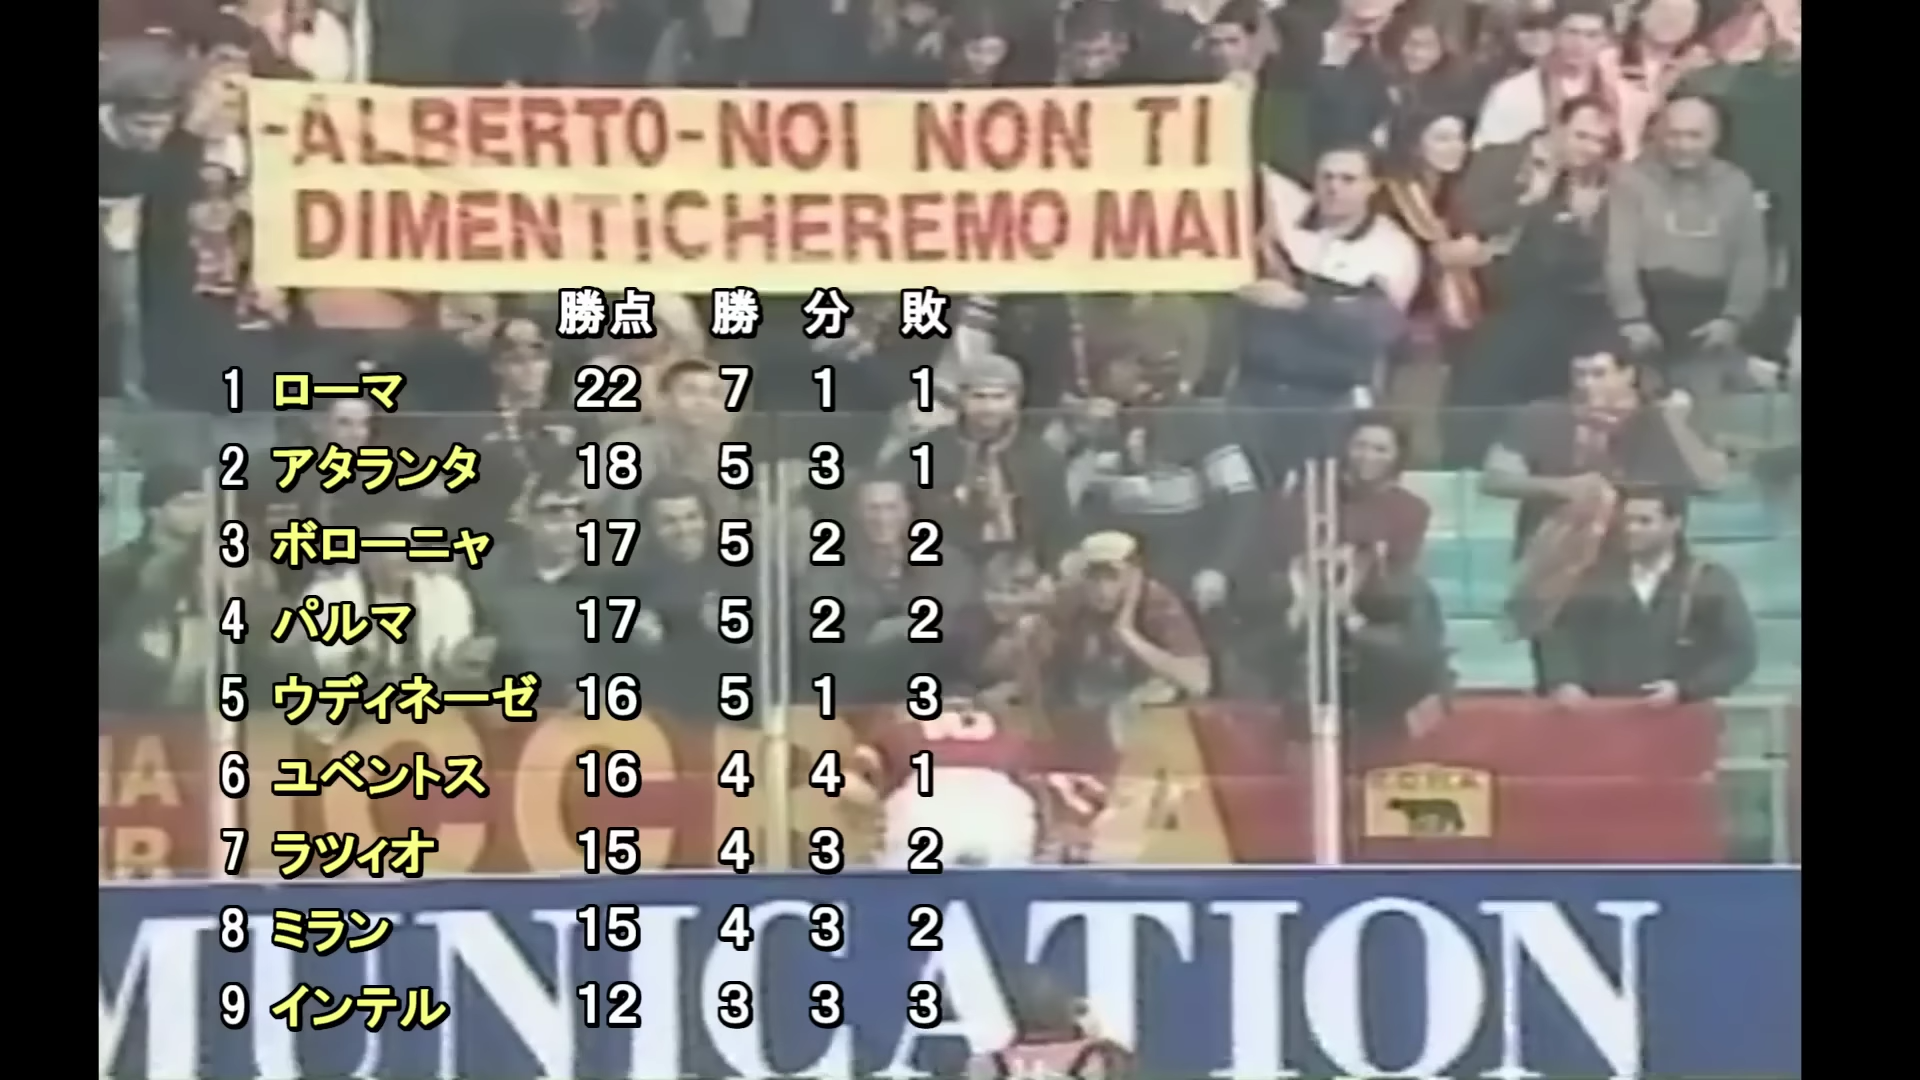 -ALBERTO-NOI NON TI
DIMENTICHEREMO MAI
勝点 勝 分 敗
1 ローマ 22 7 1 1
2 アタランタ 18 5 3 1
3 ボローニャ 17 5 2 2
4 パルマ 17 5 2 2
5 ウディネーゼ 16 5 1 3
6 ユベントス 16 4 4 1
7 ラツィオ 15 4 3 2
8 ミラン 15 4 3 2
9 インテル 12 3 3 3
MUNICATION